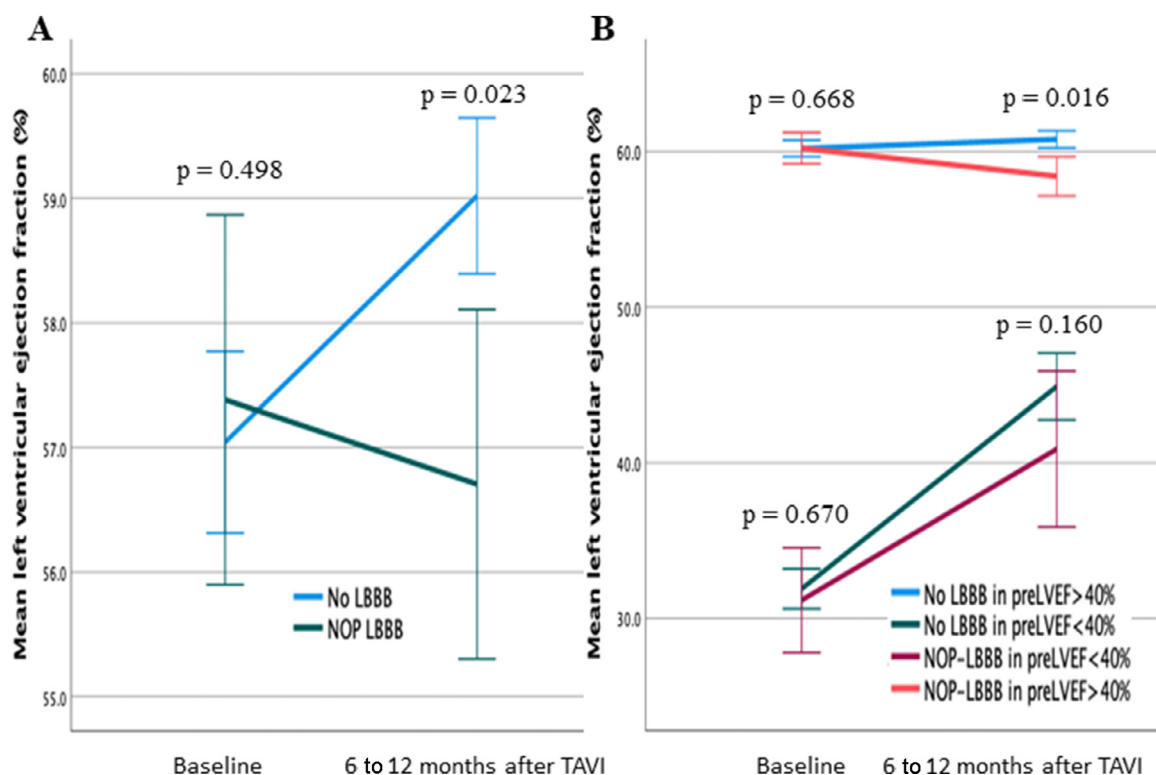 A
Mean left ventricular ejection fraction (%)
60.0
59.0
58.0
57.0
56.0
55.0
p = 0.498
p = 0.023
No LBBB
NOP LBBB
Baseline
6 to 12 months after TAVI
B
Mean left ventricular ejection fraction (%)
60.0
50.0
40.0
30.0
p = 0.668
p = 0.016
p = 0.160
p = 0.670
No LBBB in preLVEF>40%
No LBBB in preLVEF<40%
NOP-LBBB in preLVEF<40%
NOP-LBBB in preLVEF>40%
Baseline
6 to 12 months after TAVI